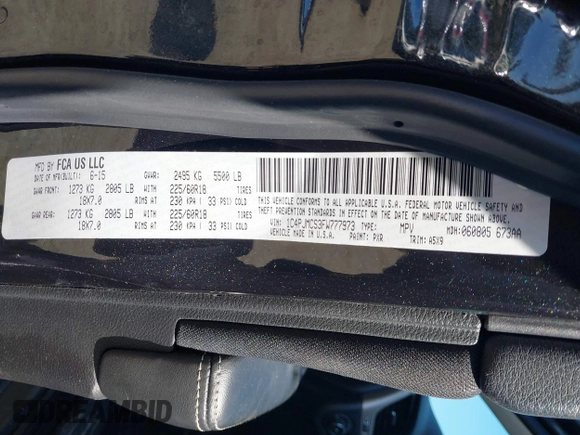 MFD BY FCA US LLC
DATE OF MFR(BUILT): 6-15 GVWR: 2495 KG 5500 LB
GAWR FRONT: 1273 KG 2805 LB WITH 225/60R18 TIRES
18X7.0 RIMS AT 230 KPA ( 33 PSI) COLD
GAWR REAR: 1273 KG 2805 LB WITH 225/60R18 TIRES
18X7.0 RIMS AT 230 KPA ( 33 PSI) COLD
THIS VEHICLE CONFORMS TO ALL APPLICABLE U.S.A. FEDERAL MOTOR VEHICLE SAFETY AND
THEFT PREVENTION STANDARDS IN EFFECT ON THE DATE OF MANUFACTURE SHOWN ABOVE.
VIN: 1C4PJMCS3FW777973 MPV
VEHICLE MADE IN U.S.A. PAINT: PXR TRIM: A5X9
MDH: 060805 673AA
DREAMBID